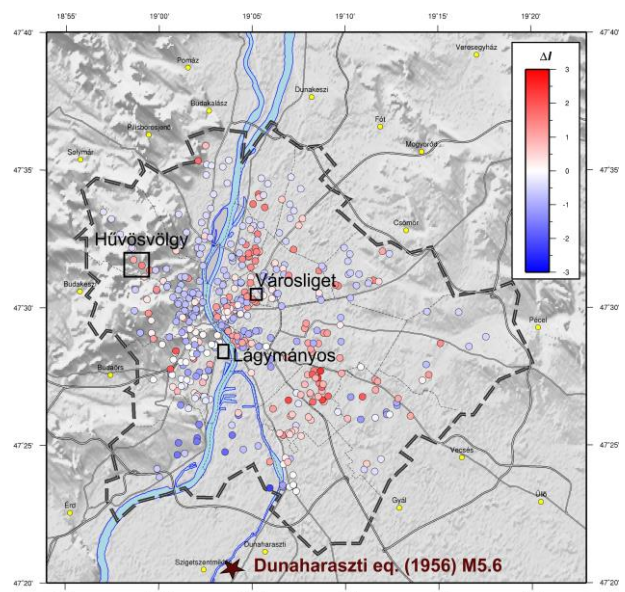 18°55' 19°00' 19°05' 19°10' 19°15' 19°20'
47°40' 47°40'
ΔI
3
2
1
0
-1
-2
-3
Pomáz
Veresegyház
Budakalász
Dunakeszi
Pilisborosjenő
Fót
Mogyoród
Solymár
47°35' 47°35'
Csömör
Hűvösvölgy
Budakeszi
Városliget
47°30' 47°30'
Pécel
Lágymányos
Budaörs
47°25' 47°25'
Vecsés
Érd
Gyál
Üllő
Dunaharaszti
Szigetszentmiklós
Dunaharaszti eq. (1956) M5.6
47°20' 47°20'
18°55' 19°00' 19°05' 19°10' 19°15' 19°20'